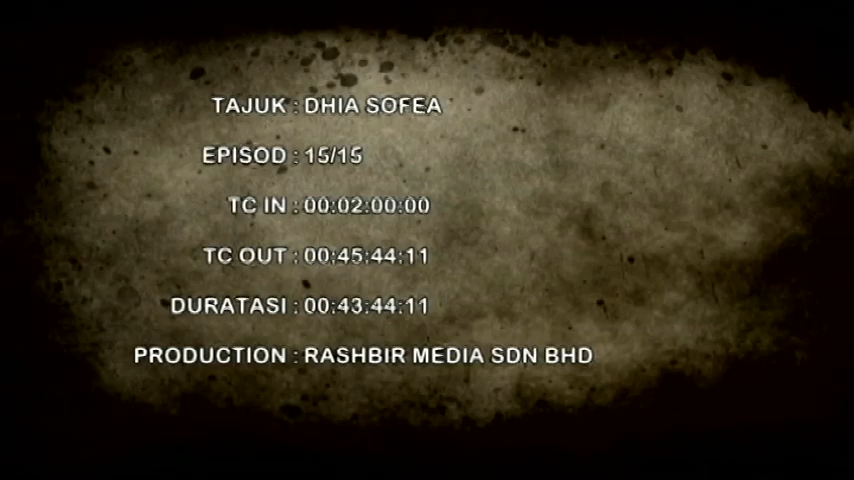 TAJUK : DHIA SOFEA
EPISOD : 15/15
TC IN : 00:02:00:00
TC OUT : 00:45:44:11
DURATASI : 00:43:44:11
PRODUCTION : RASHBIR MEDIA SDN BHD